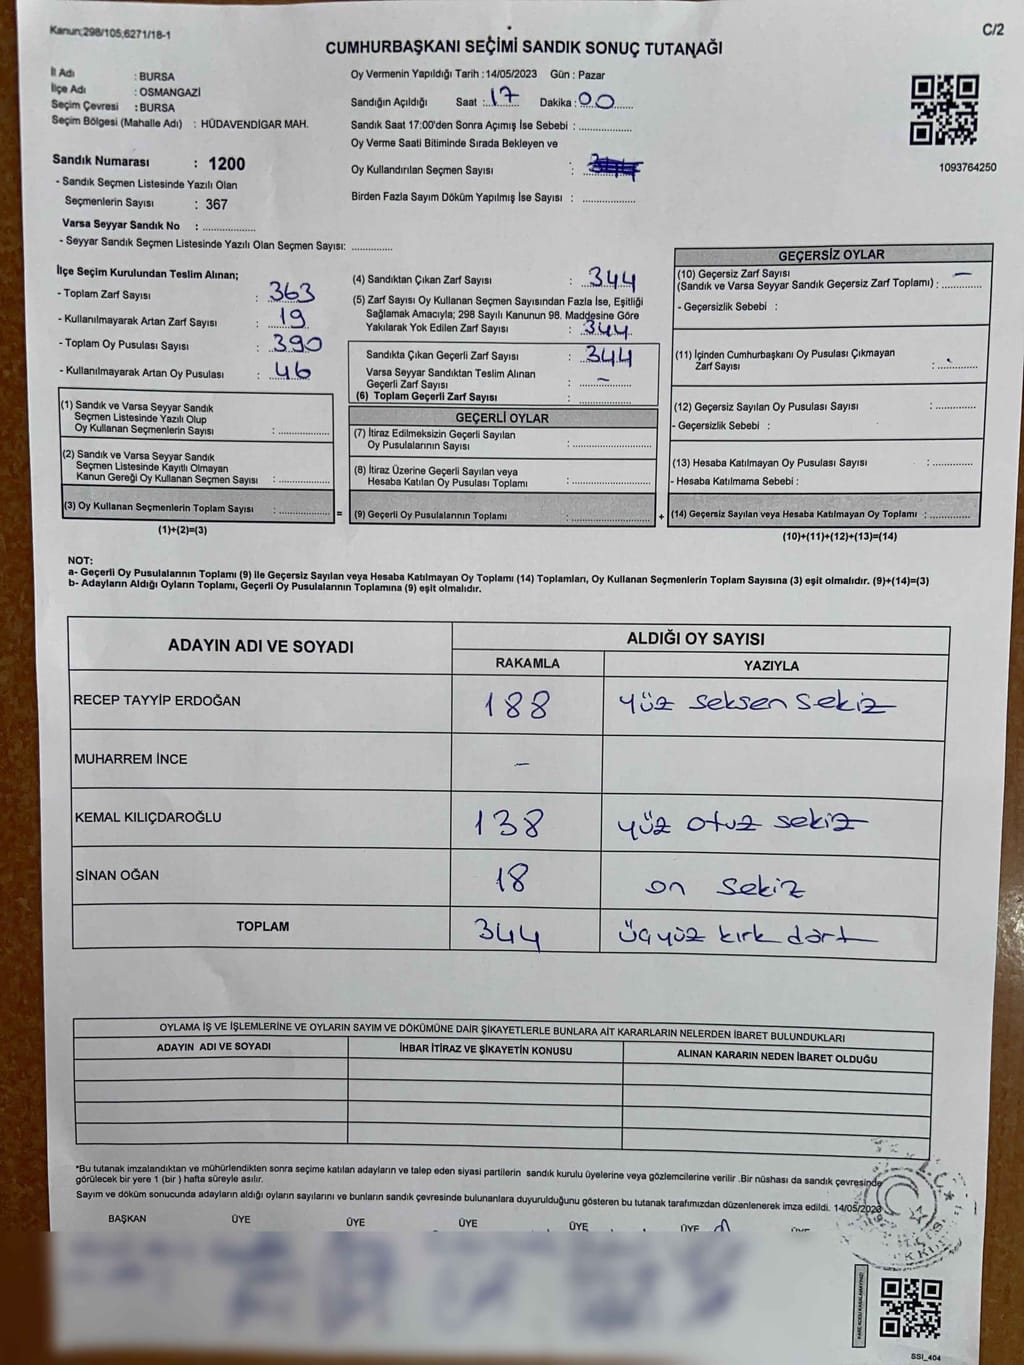 Kanun;298/105;6271/18-1
C/2
CUMHURBAŞKANI SEÇİMİ SANDIK SONUÇ TUTANAĞI
İl Adı : BURSA
İlçe Adı : OSMANGAZİ
Seçim Çevresi : BURSA
Seçim Bölgesi (Mahalle Adı) : HÜDAVENDİGAR MAH.
Sandık Numarası : 1200
- Sandık Seçmen Listesinde Yazılı Olan
Seçmenlerin Sayısı : 367
Varsa Seyyar Sandık No : ..............
- Seyyar Sandık Seçmen Listesinde Yazılı Olan Seçmen Sayısı: ............
Oy Vermenin Yapıldığı Tarih : 14/05/2023 Gün : Pazar
Sandığın Açıldığı Saat : 17 Dakika : 00
Sandık Saat 17:00'den Sonra Açımış İse Sebebi : ..............
Oy Verme Saati Bitiminde Sırada Bekleyen ve
Oy Kullandırılan Seçmen Sayısı :
Birden Fazla Sayım Döküm Yapılmış İse Sayısı : ..............
1093764250
İlçe Seçim Kurulundan Teslim Alınan;
- Toplam Zarf Sayısı : 363
- Kullanılmayarak Artan Zarf Sayısı : 19
- Toplam Oy Pusulası Sayısı : 390
- Kullanılmayarak Artan Oy Pusulası : 46
(1) Sandık ve Varsa Seyyar Sandık
Seçmen Listesinde Yazılı Olup
Oy Kullanan Seçmenlerin Sayısı : ..............
(2) Sandık ve Varsa Seyyar Sandık
Seçmen Listesinde Kayıtlı Olmayan
Kanun Gereği Oy Kullanan Seçmen Sayısı : ..............
(3) Oy Kullanan Seçmenlerin Toplam Sayısı : .............. =
(1)+(2)=(3)
(4) Sandıktan Çıkan Zarf Sayısı : 344
(5) Zarf Sayısı Oy Kullanan Seçmen Sayısından Fazla İse, Eşitliği
Sağlamak Amacıyla; 298 Sayılı Kanunun 98. Maddesine Göre
Yakılarak Yok Edilen Zarf Sayısı : 344
Sandıkta Çıkan Geçerli Zarf Sayısı : 344
Varsa Seyyar Sandıktan Teslim Alınan
Geçerli Zarf Sayısı : –
(6) Toplam Geçerli Zarf Sayısı : ..............
GEÇERLİ OYLAR
(7) İtiraz Edilmeksizin Geçerli Sayılan
Oy Pusulalarının Sayısı : ..............
(8) İtiraz Üzerine Geçerli Sayılan veya
Hesaba Katılan Oy Pusulası Toplamı : ..............
(9) Geçerli Oy Pusulalarının Toplamı : .............. +
GEÇERSİZ OYLAR
(10) Geçersiz Zarf Sayısı –
(Sandık ve Varsa Seyyar Sandık Geçersiz Zarf Toplamı) : ............
- Geçersizlik Sebebi :
(11) İçinden Cumhurbaşkanı Oy Pusulası Çıkmayan
Zarf Sayısı : ............
(12) Geçersiz Sayılan Oy Pusulası Sayısı : ............
- Geçersizlik Sebebi :
(13) Hesaba Katılmayan Oy Pusulası Sayısı : ............
- Hesaba Katılmama Sebebi :
(14) Geçersiz Sayılan veya Hesaba Katılmayan Oy Toplamı : ............
(10)+(11)+(12)+(13)=(14)
NOT:
a- Geçerli Oy Pusulalarının Toplamı (9) ile Geçersiz Sayılan veya Hesaba Katılmayan Oy Toplamı (14) Toplamları, Oy Kullanan Seçmenlerin Toplam Sayısına (3) eşit olmalıdır. (9)+(14)=(3)
b- Adayların Aldığı Oyların Toplamı, Geçerli Oy Pusulalarının Toplamına (9) eşit olmalıdır.
ADAYIN ADI VE SOYADI
ALDIĞI OY SAYISI
RAKAMLA YAZIYLA
RECEP TAYYİP ERDOĞAN 188 yüz seksen sekiz
MUHARREM İNCE –
KEMAL KILIÇDAROĞLU 138 yüz otuz sekiz
SİNAN OĞAN 18 on sekiz
TOPLAM 344 üçyüz kırk dört
OYLAMA İŞ VE İŞLEMLERİNE VE OYLARIN SAYIM VE DÖKÜMÜNE DAİR ŞİKAYETLERLE BUNLARA AİT KARARLARIN NELERDEN İBARET BULUNDUKLARI
ADAYIN ADI VE SOYADI İHBAR İTİRAZ VE ŞİKAYETİN KONUSU ALINAN KARARIN NEDEN İBARET OLDUĞU
*Bu tutanak imzalandıktan ve mühürlendikten sonra seçime katılan adayların ve talep eden siyasi partilerin sandık kurulu üyelerine veya gözlemcilerine verilir .Bir nüshası da sandık çevresinde
görülecek bir yere 1 (bir ) hafta süreyle asılır.
Sayım ve döküm sonucunda adayların aldığı oyların sayılarını ve bunların sandık çevresinde bulunanlara duyurulduğunu gösteren bu tutanak tarafımızdan düzenlenerek imza edildi. 14/05/2023
BAŞKAN ÜYE ÜYE ÜYE ÜYE ÜYE
SSİ_404